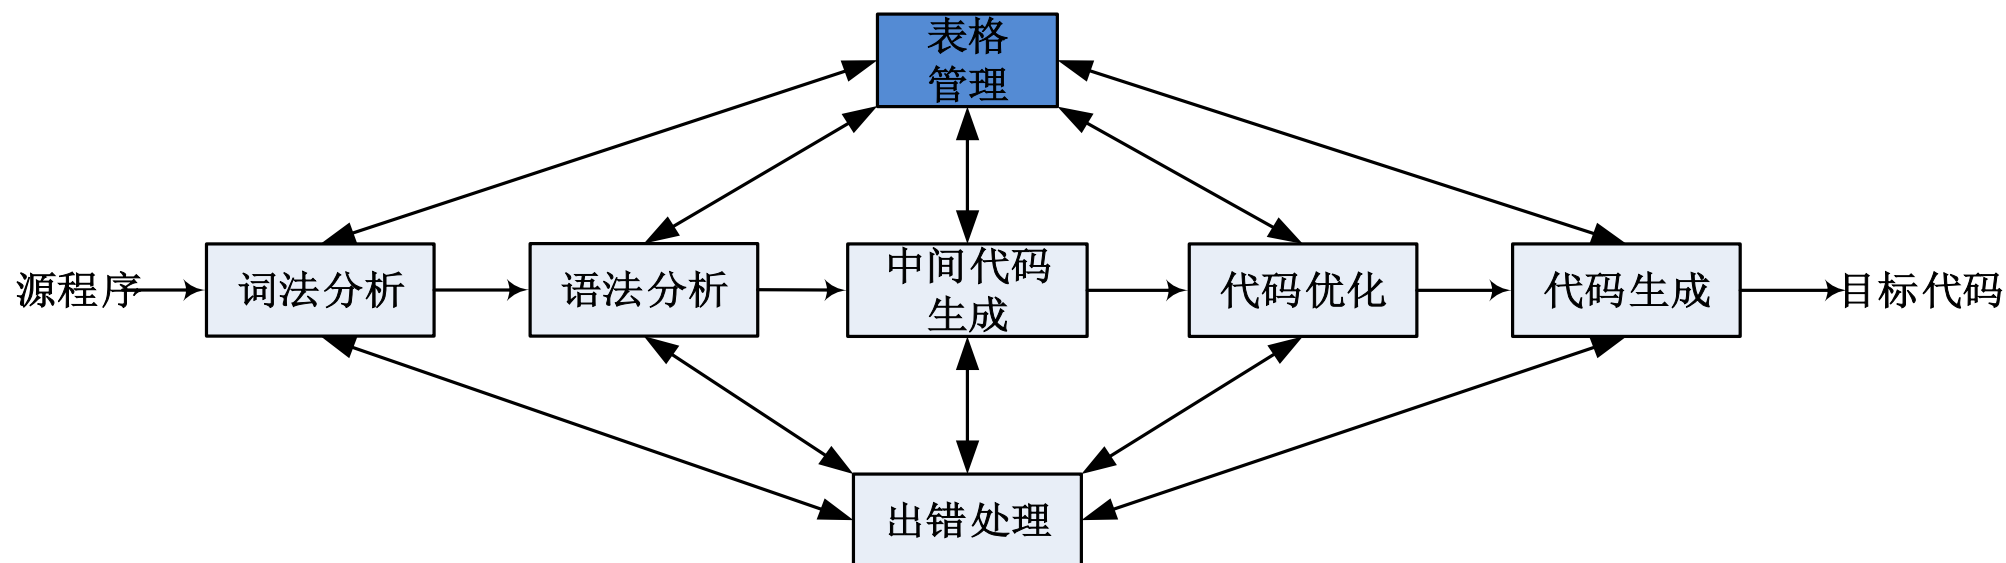 表格
管理
源程序
词法分析
语法分析
中间代码
生成
代码优化
代码生成
目标代码
出错处理